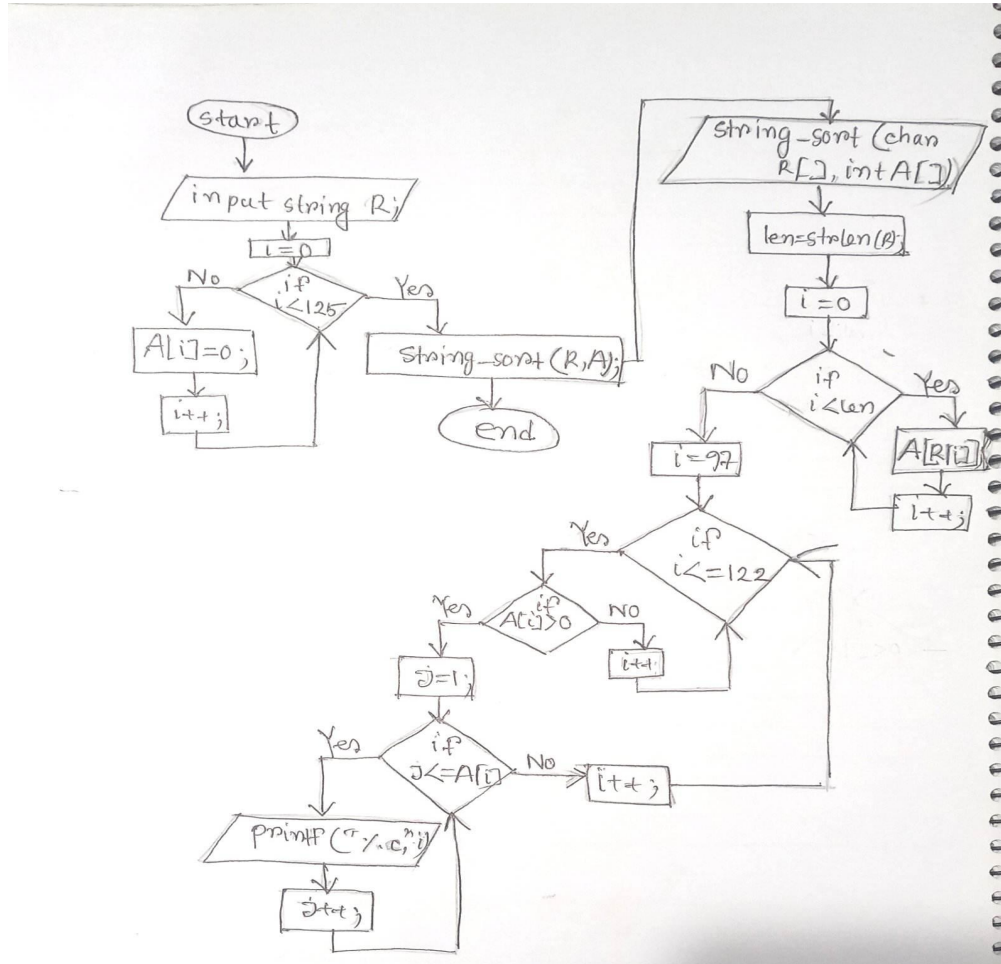 start
input string R;
i=0
if
i<125
No
Yes
A[i]=0;
i++;
string_sort(R,A);
end
string_sort (char
R[], int A[])
len=strlen(R);
i=0
if
i<len
No
Yes
A[R[i]]
i++;
i=97
if
i<=122
Yes
if
A[i]>0
Yes
NO
i++
j=1;
if
j<=A[i]
Yes
NO
i++;
printf("%c",i)
j++;